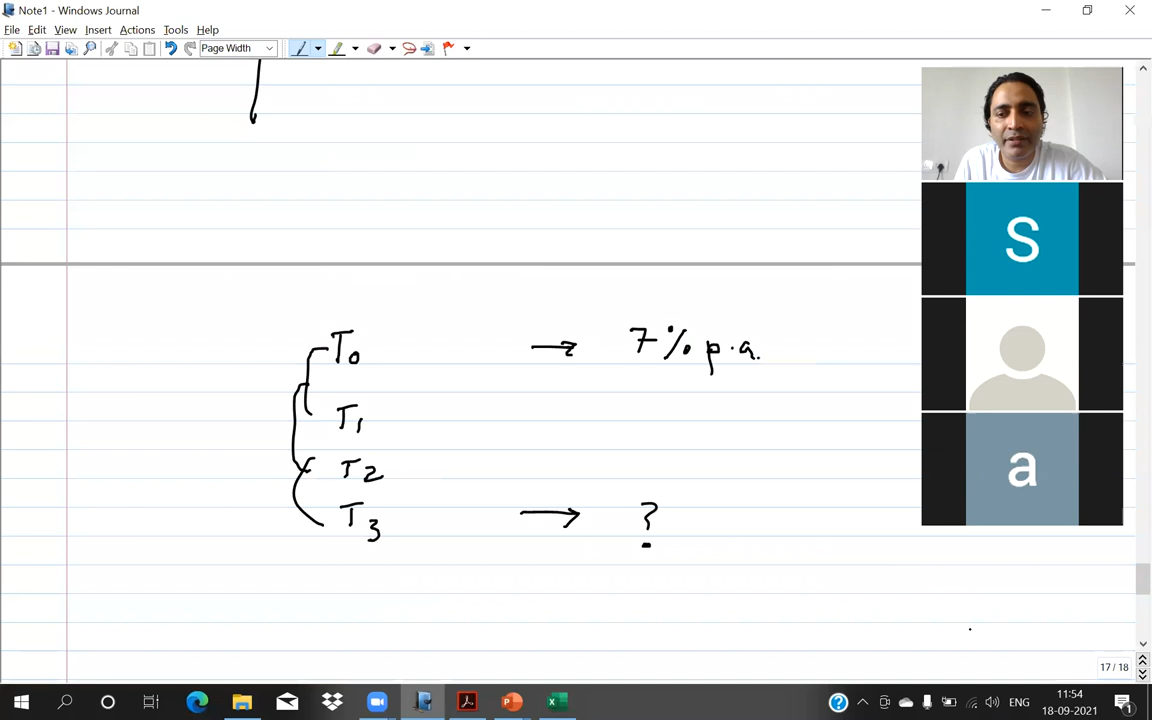 Note1 - Windows Journal
File Edit View Insert Actions Tools Help
Page Width
T0 → 7% p.a.
T1
T2
T3 → ?
S
a
17 / 18
ENG
11:54
18-09-2021
1